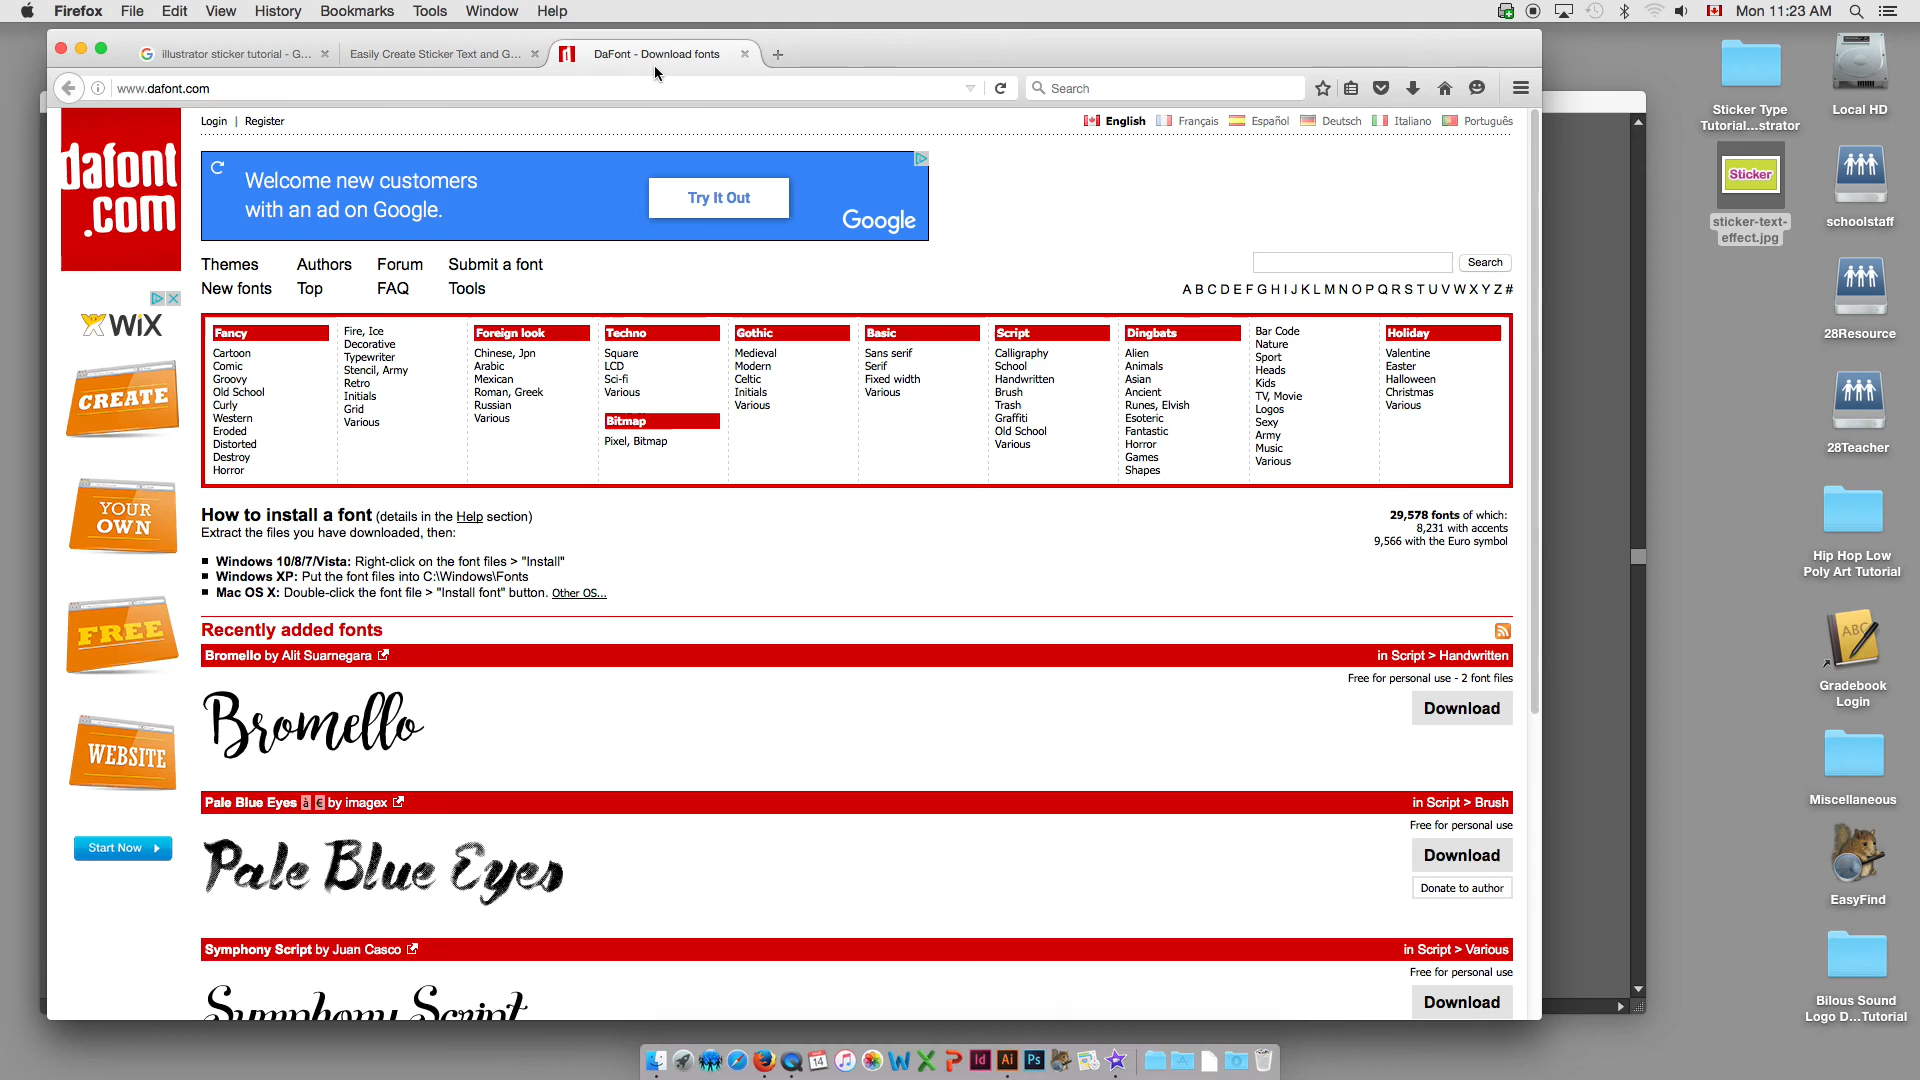 Firefox File Edit View History Bookmarks Tools Window Help
Mon 11:23 AM
illustrator sticker tutorial - G...
Easily Create Sticker Text and G...
DaFont - Download fonts
www.dafont.com
Search
dafont
.com
Login | Register
English Français Español Deutsch Italiano Português
Welcome new customers
with an ad on Google.
Try It Out
Google
Themes Authors Forum Submit a font
New fonts Top FAQ Tools
Search
A B C D E F G H I J K L M N O P Q R S T U V W X Y Z #
WiX
CREATE
YOUR
OWN
FREE
WEBSITE
Start Now
Fancy
Cartoon
Comic
Groovy
Old School
Curly
Western
Eroded
Distorted
Destroy
Horror
Fire, Ice
Decorative
Typewriter
Stencil, Army
Retro
Initials
Grid
Various
Foreign look
Chinese, Jpn
Arabic
Mexican
Roman, Greek
Russian
Various
Techno
Square
LCD
Sci-fi
Various
Bitmap
Pixel, Bitmap
Gothic
Medieval
Modern
Celtic
Initials
Various
Basic
Sans serif
Serif
Fixed width
Various
Script
Calligraphy
School
Handwritten
Brush
Trash
Graffiti
Old School
Various
Dingbats
Alien
Animals
Asian
Ancient
Runes, Elvish
Esoteric
Fantastic
Horror
Games
Shapes
Bar Code
Nature
Sport
Heads
Kids
TV, Movie
Logos
Sexy
Army
Music
Various
Holiday
Valentine
Easter
Halloween
Christmas
Various
How to install a font (details in the Help section)
Extract the files you have downloaded, then:
Windows 10/8/7/Vista: Right-click on the font files > "Install"
Windows XP: Put the font files into C:\Windows\Fonts
Mac OS X: Double-click the font file > "Install font" button. Other OS...
29,578 fonts of which:
8,231 with accents
9,566 with the Euro symbol
Recently added fonts
Bromello by Alit Suarnegara
in Script > Handwritten
Free for personal use - 2 font files
Bromello
Download
Pale Blue Eyes à € by imagex
in Script > Brush
Free for personal use
Pale Blue Eyes
Download
Donate to author
Symphony Script by Juan Casco
in Script > Various
Free for personal use
Symphony Script
Download
Sticker Type
Tutorial...strator
Sticker
sticker-text-
effect.jpg
Local HD
schoolstaff
28Resource
28Teacher
Hip Hop Low
Poly Art Tutorial
ABC
Gradebook
Login
Miscellaneous
EasyFind
Bilous Sound
Logo D...Tutorial
14
Id
Ai
Ps